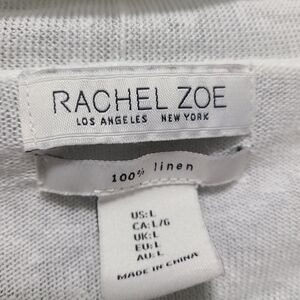 RACHEL ZOE
LOS ANGELES NEW YORK
100% linen
US:L
CA:L/G
UK:L
EU:L
AU:L
MADE IN CHINA